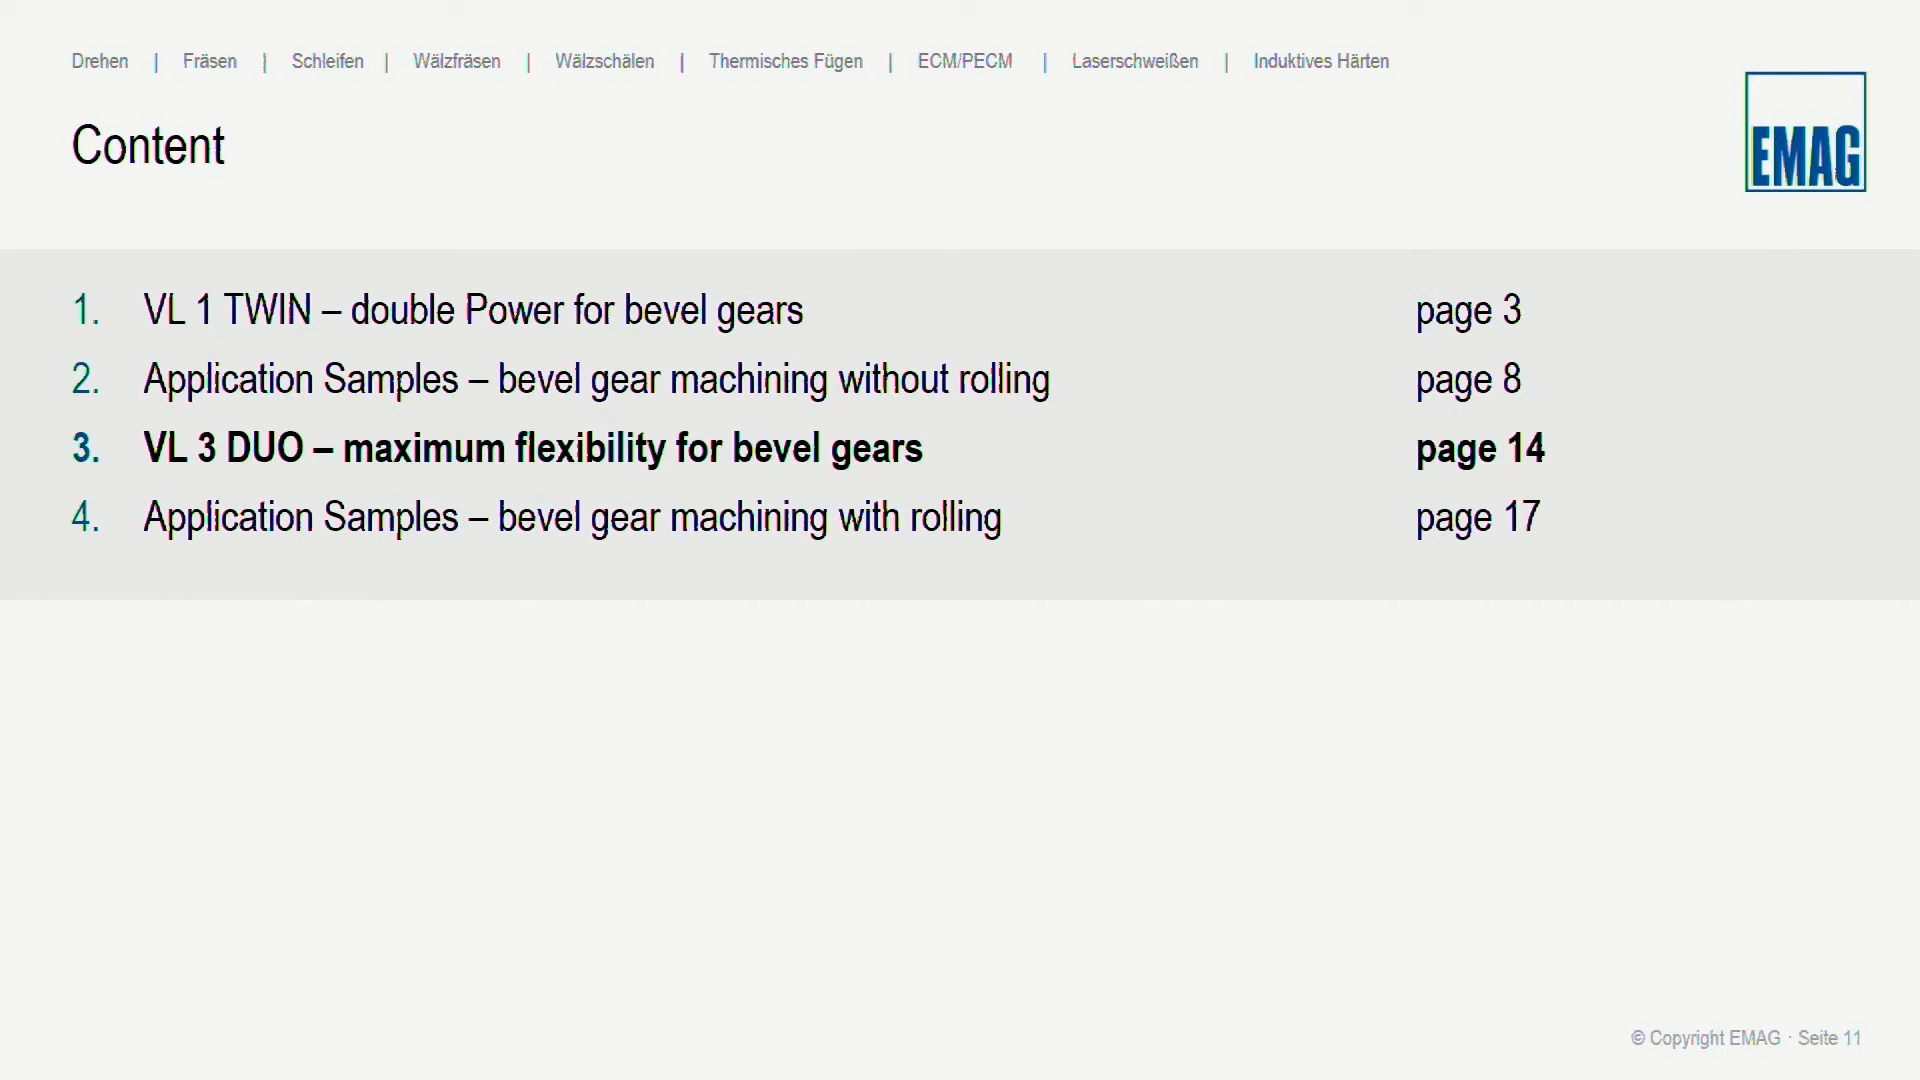 Drehen | Fräsen | Schleifen | Wälzfräsen | Wälzschälen | Thermisches Fügen | ECM/PECM | Laserschweißen | Induktives Härten
EMAG
Content
1. VL 1 TWIN – double Power for bevel gears page 3
2. Application Samples – bevel gear machining without rolling page 8
3. VL 3 DUO – maximum flexibility for bevel gears page 14
4. Application Samples – bevel gear machining with rolling page 17
© Copyright EMAG · Seite 11